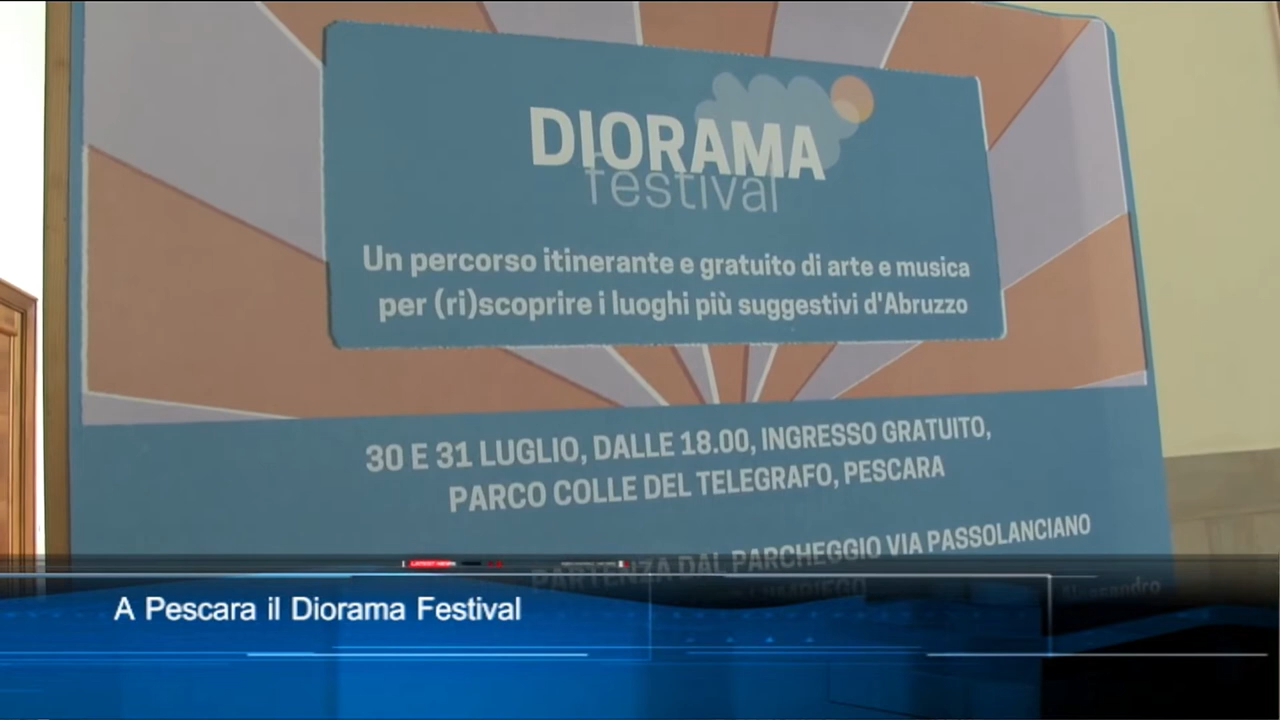 DIORAMA
festival
Un percorso itinerante e gratuito di arte e musica
per (ri)scoprire i luoghi più suggestivi d'Abruzzo
30 E 31 LUGLIO, DALLE 18.00, INGRESSO GRATUITO,
PARCO COLLE DEL TELEGRAFO, PESCARA
PARTENZA DAL PARCHEGGIO VIA PASSOLANCIANO
LATEST NEWS
A Pescara il Diorama Festival